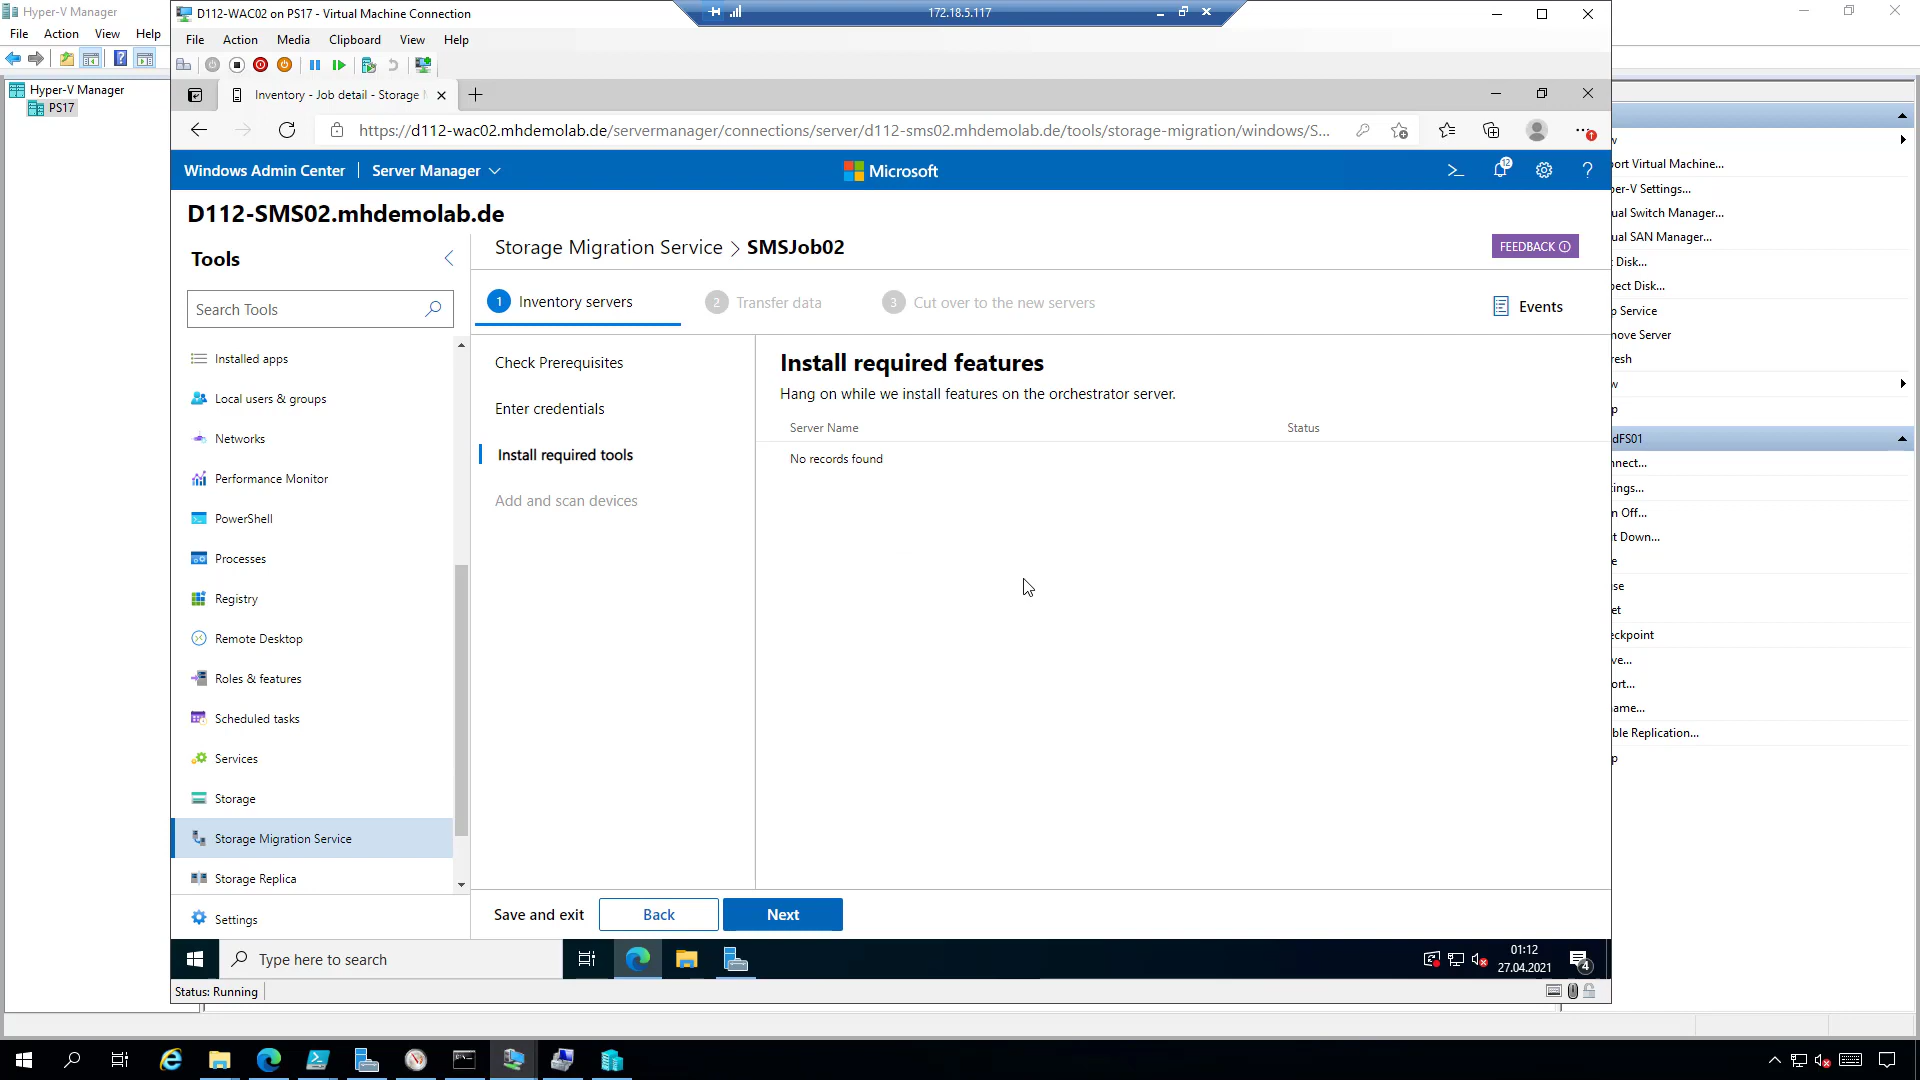 Hyper-V Manager
File Action View Help
Hyper-V Manager
PS17
D112-WAC02 on PS17 - Virtual Machine Connection
172.18.5.117
File Action Media Clipboard View Help
Inventory - Job detail - Storage
https://d112-wac02.mhdemolab.de/servermanager/connections/server/d112-sms02.mhdemolab.de/tools/storage-migration/windows/S...
Windows Admin Center
Server Manager
Microsoft
12
D112-SMS02.mhdemolab.de
Tools
Search Tools
Installed apps
Local users & groups
Networks
Performance Monitor
PowerShell
Processes
Registry
Remote Desktop
Roles & features
Scheduled tasks
Services
Storage
Storage Migration Service
Storage Replica
Settings
Storage Migration Service > SMSJob02
FEEDBACK
1 Inventory servers
2 Transfer data
3 Cut over to the new servers
Events
Check Prerequisites
Enter credentials
Install required tools
Add and scan devices
Install required features
Hang on while we install features on the orchestrator server.
Server Name Status
No records found
Save and exit
Back
Next
Type here to search
01:12
27.04.2021
4
Status: Running
w
ort Virtual Machine...
er-V Settings...
ual Switch Manager...
ual SAN Manager...
t Disk...
pect Disk...
p Service
nove Server
resh
w
p
dFS01
nnect...
ings...
n Off...
t Down...
e
use
et
eckpoint
ve...
ort...
ame...
ble Replication...
p